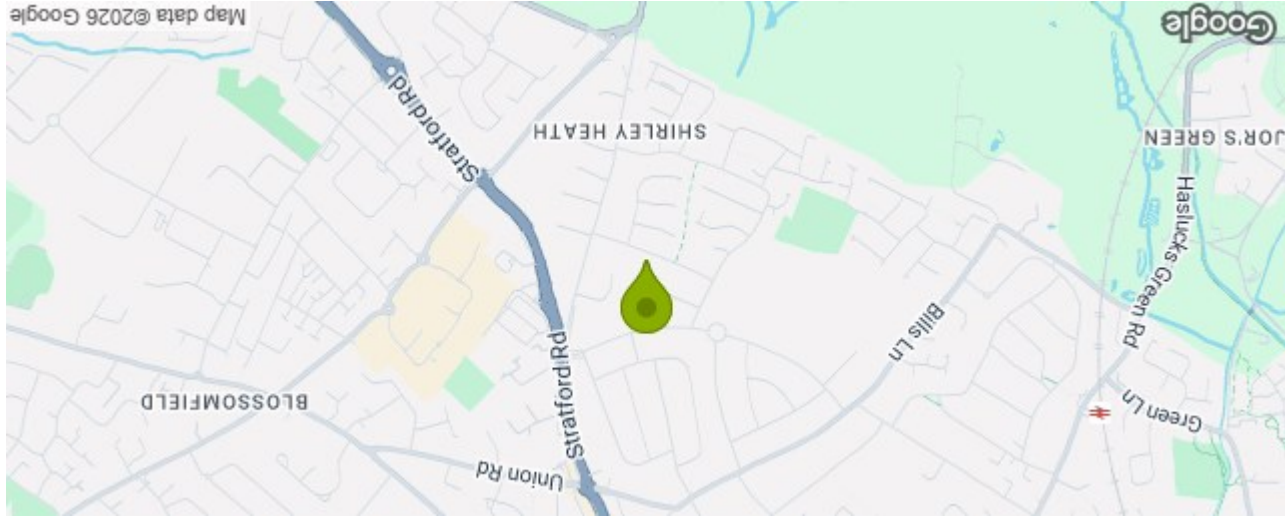 Green Ln
Union Rd
BLOSSOMFIELD
Bills Ln
Stratford Rd
Haslucks Green Rd
JOR'S GREEN
SHIRLEY HEATH
Stratford Rd
Google
Map data ©2026 Google